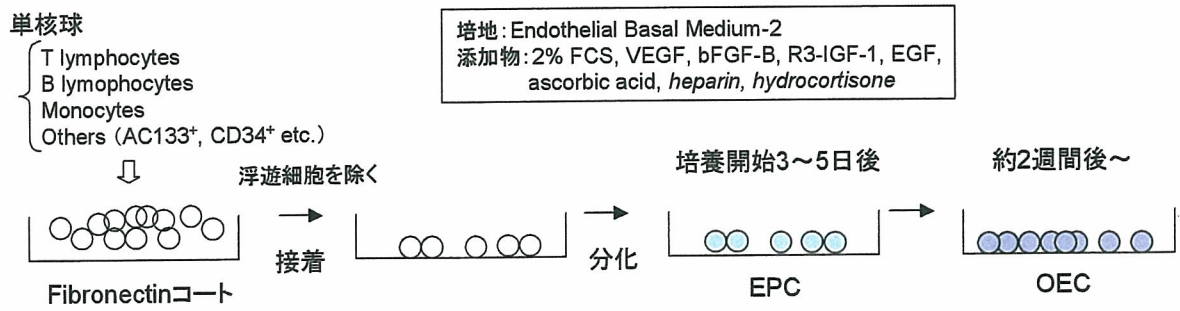 単核球
T lymphocytes
B lymophocytes
Monocytes
Others（AC133+, CD34+ etc.）
培地：Endothelial Basal Medium-2
添加物：2% FCS, VEGF, bFGF-B, R3-IGF-1, EGF,
ascorbic acid, heparin, hydrocortisone
浮遊細胞を除く
接着
Fibronectinコート
分化
培養開始3～5日後
EPC
約2週間後～
OEC